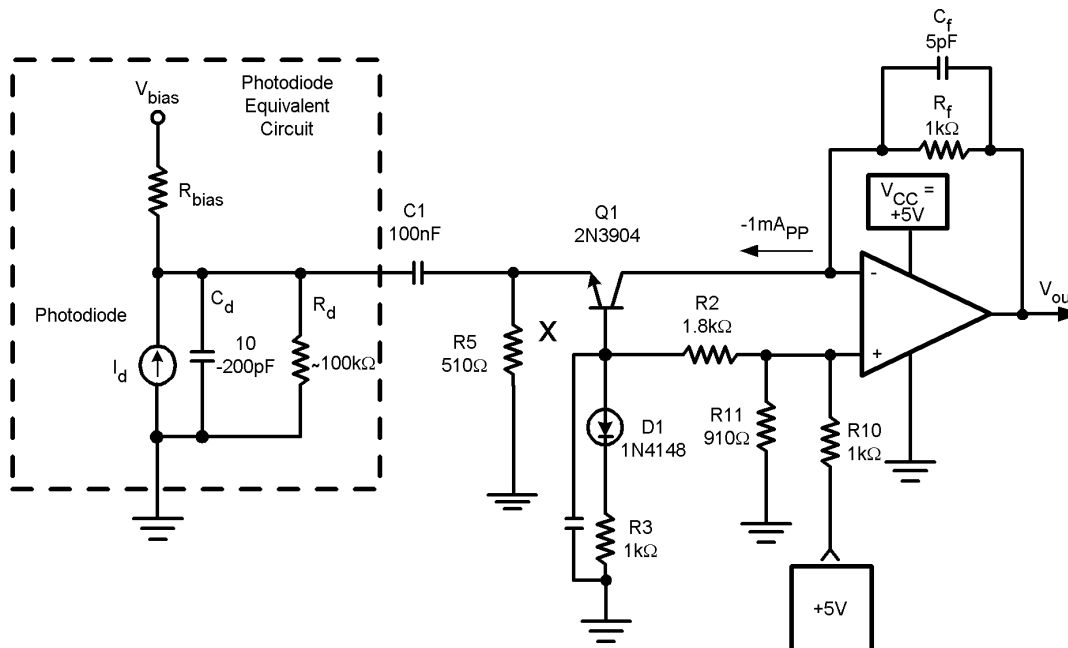 C_f
5pF
R_f
1kΩ
V_CC =
+5V
V_bias
Photodiode
Equivalent
Circuit
R_bias
C1
100nF
Q1
2N3904
-1mA_PP
-
+
V_ou
Photodiode
C_d
R_d
I_d
10
-200pF
~100kΩ
R5
510Ω
X
R2
1.8kΩ
R11
910Ω
R10
1kΩ
D1
1N4148
R3
1kΩ
+5V